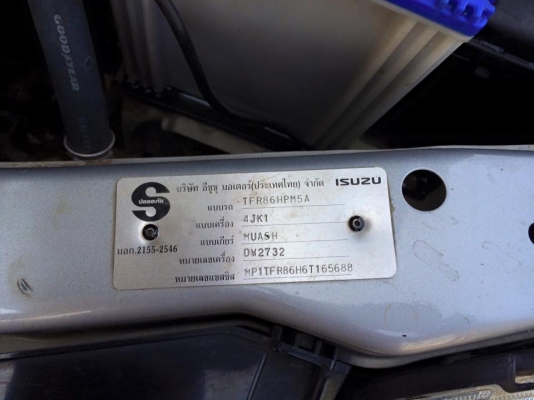 GOODYEAR
บริษัท อีซูซุ มอเตอร์(ประเทศไทย) จำกัด ISUZU
S
ปลอดภัย
แบบรถ TFR86HPM5A
แบบเครื่อง 4JK1
แบบเกียร์ MUA5H
มอก.2155-2546
หมายเลขเครื่อง DW2732
หมายเลขแชสซิส MP1TFR86H6T165688